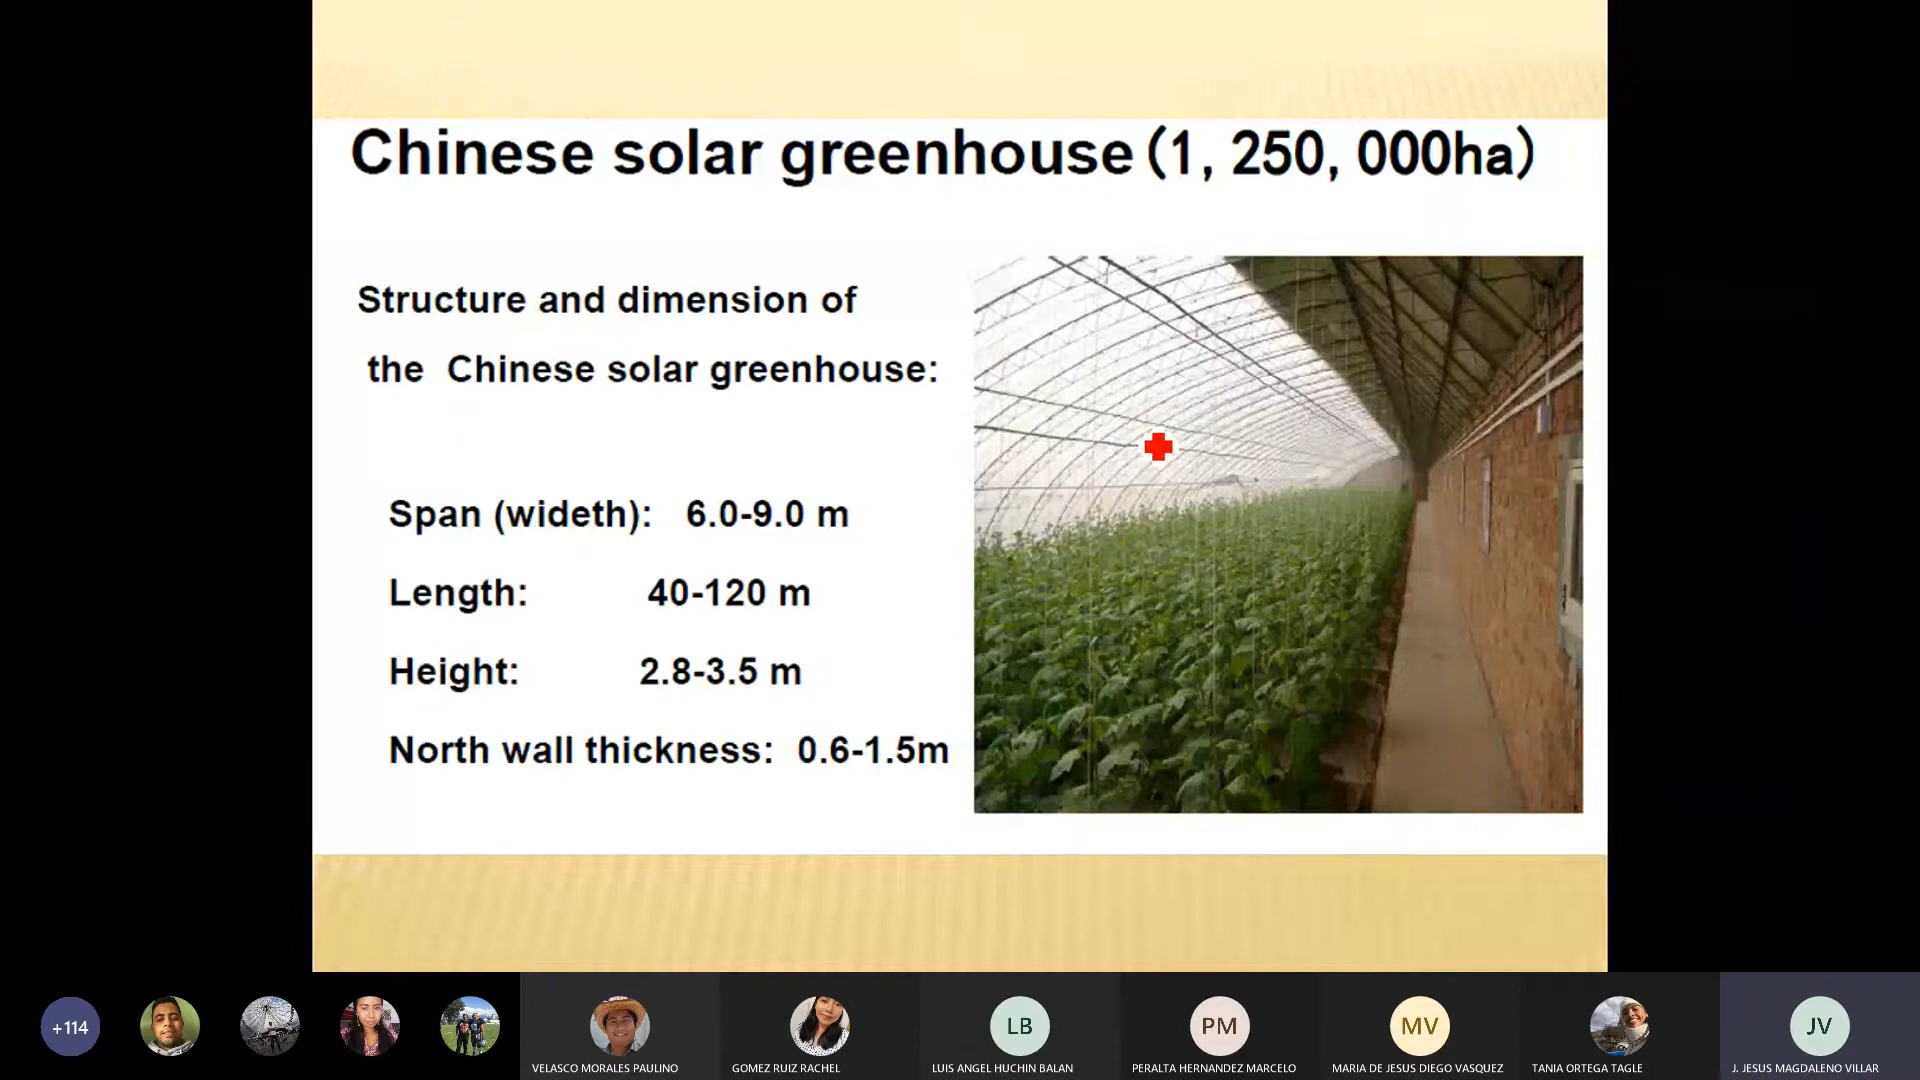 Chinese solar greenhouse(1, 250, 000ha)
Structure and dimension of
the Chinese solar greenhouse:
Span (wideth): 6.0-9.0 m
Length: 40-120 m
Height: 2.8-3.5 m
North wall thickness: 0.6-1.5m
+114
LB
PM
MV
JV
VELASCO MORALES PAULINO
GOMEZ RUIZ RACHEL
LUIS ANGEL HUCHIN BALAN
PERALTA HERNANDEZ MARCELO
MARIA DE JESUS DIEGO VASQUEZ
TANIA ORTEGA TAGLE
J. JESUS MAGDALENO VILLAR